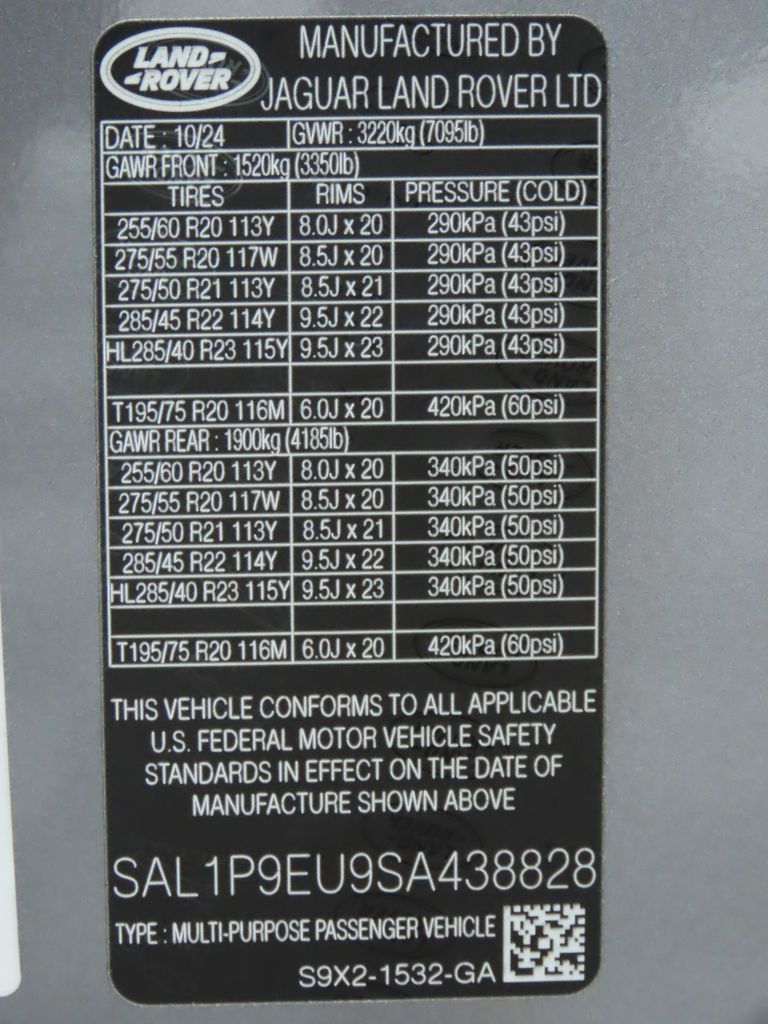 LAND-
-ROVER
MANUFACTURED BY
JAGUAR LAND ROVER LTD
DATE : 10/24 GVWR : 3220kg (7095lb)
GAWR FRONT : 1520kg (3350lb)
TIRES RIMS PRESSURE (COLD)
255/60 R20 113Y 8.0J x 20 290kPa (43psi)
275/55 R20 117W 8.5J x 20 290kPa (43psi)
275/50 R21 113Y 8.5J x 21 290kPa (43psi)
285/45 R22 114Y 9.5J x 22 290kPa (43psi)
HL285/40 R23 115Y 9.5J x 23 290kPa (43psi)
T195/75 R20 116M 6.0J x 20 420kPa (60psi)
GAWR REAR : 1900kg (4185lb)
255/60 R20 113Y 8.0J x 20 340kPa (50psi)
275/55 R20 117W 8.5J x 20 340kPa (50psi)
275/50 R21 113Y 8.5J x 21 340kPa (50psi)
285/45 R22 114Y 9.5J x 22 340kPa (50psi)
HL285/40 R23 115Y 9.5J x 23 340kPa (50psi)
T195/75 R20 116M 6.0J x 20 420kPa (60psi)
THIS VEHICLE CONFORMS TO ALL APPLICABLE
U.S. FEDERAL MOTOR VEHICLE SAFETY
STANDARDS IN EFFECT ON THE DATE OF
MANUFACTURE SHOWN ABOVE
SAL1P9EU9SA438828
TYPE : MULTI-PURPOSE PASSENGER VEHICLE
S9X2-1532-GA